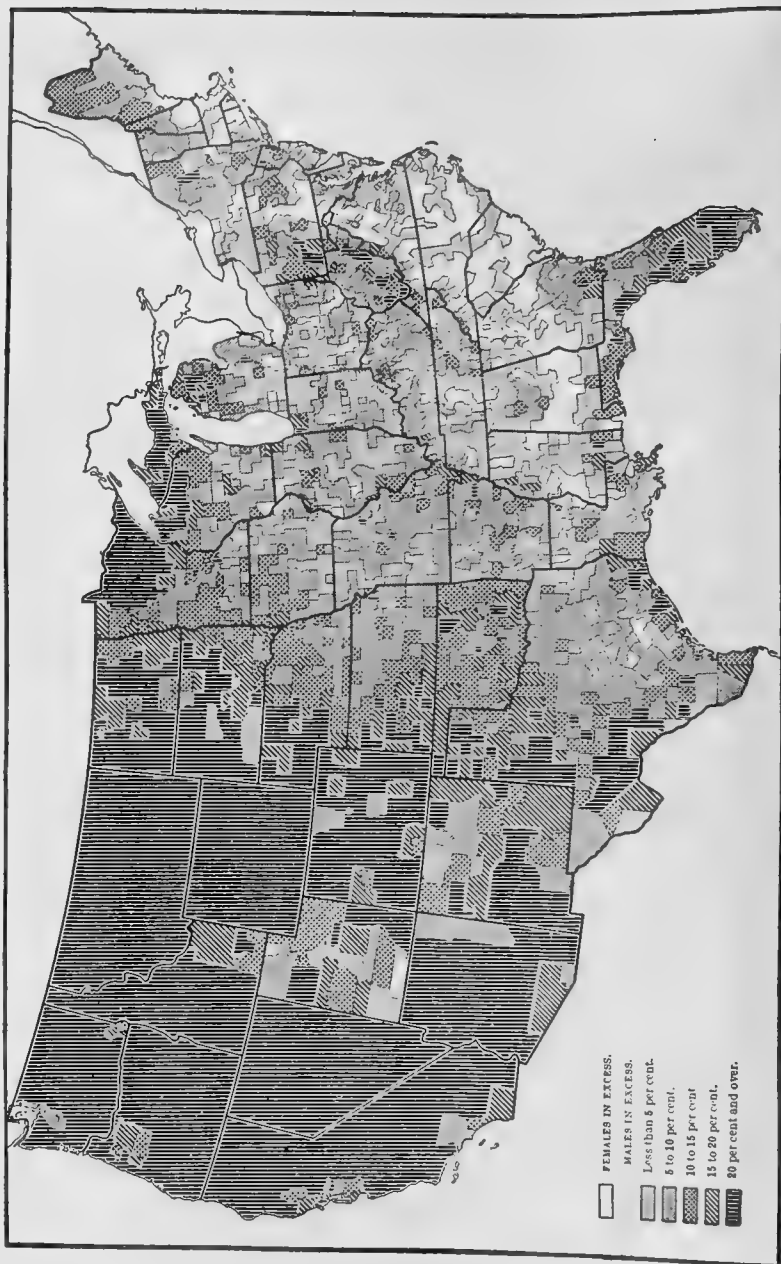 FEMALES IN EXCESS.
MALES IN EXCESS.
Less than 5 per cent.
5 to 10 per cent.
10 to 15 per cent
15 to 20 per cent.
20 per cent and over.